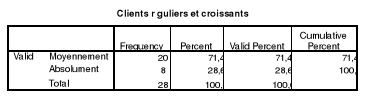 Clients r guliers et croissants
Frequency Percent Valid Percent Cumulative Percent
Valid Moyennement 20 71,4 71,4 71,4
Absolument 8 28,6 28,6 100,
Total 28 100, 100,